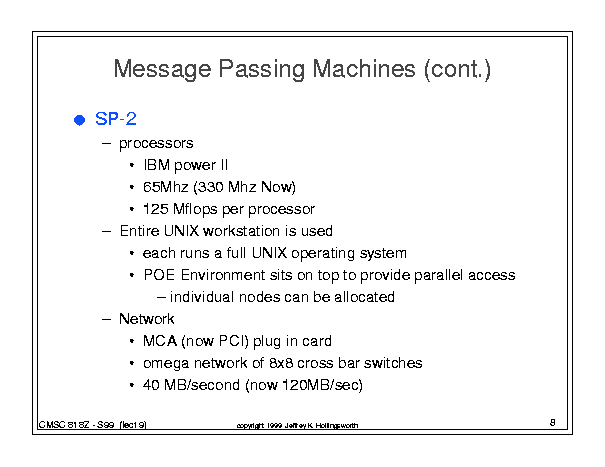 Message Passing Machines (cont.)
● SP-2
– processors
• IBM power II
• 65Mhz (330 Mhz Now)
• 125 Mflops per processor
– Entire UNIX workstation is used
• each runs a full UNIX operating system
• POE Environment sits on top to provide parallel access
– individual nodes can be allocated
– Network
• MCA (now PCI) plug in card
• omega network of 8x8 cross bar switches
• 40 MB/second (now 120MB/sec)
CMSC 818Z - S99 (lect 9)
copyright 1999 Jeffrey K. Hollingsworth
8